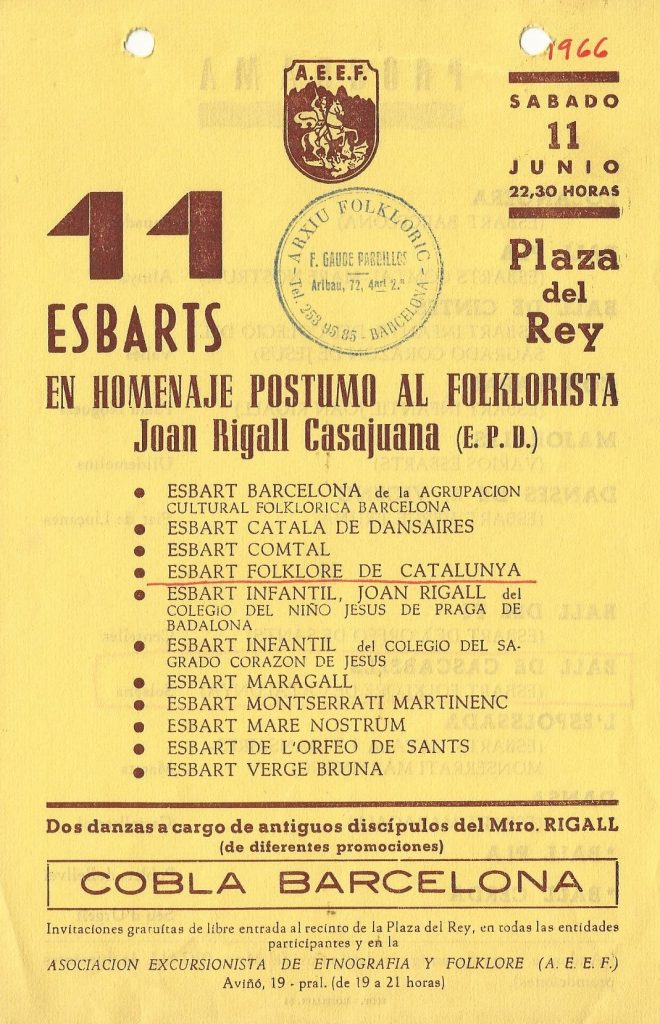 1966
A.E.E.F.
SABADO
11
JUNIO
22,30 HORAS
Plaza
del
Rey
ARXIU FOLKLORIC
F. GAUDE PARDILLOS
Aribau, 72, 4art 2.ª
Tel. 253 95 85 - BARCELONA
11
ESBARTS
EN HOMENAJE POSTUMO AL FOLKLORISTA
Joan Rigall Casajuana (E. P. D.)
● ESBART BARCELONA de la AGRUPACION
CULTURAL FOLKLORICA BARCELONA
● ESBART CATALA DE DANSAIRES
● ESBART COMTAL
● ESBART FOLKLORE DE CATALUNYA
● ESBART INFANTIL, JOAN RIGALL del
COLEGIO DEL NIÑO JESUS DE PRAGA DE
BADALONA
● ESBART INFANTIL del COLEGIO DEL SA-
GRADO CORAZON DE JESUS
● ESBART MARAGALL
● ESBART MONTSERRATI MARTINENC
● ESBART MARE NOSTRUM
● ESBART DE L'ORFEO DE SANTS
● ESBART VERGE BRUNA
Dos danzas a cargo de antiguos discípulos del Mtro. RIGALL
(de diferentes promociones)
COBLA BARCELONA
Invitaciones gratuitas de libre entrada al recinto de la Plaza del Rey, en todas las entidades
participantes y en la
ASOCIACION EXCURSIONISTA DE ETNOGRAFIA Y FOLKLORE (A. E. E. F.)
Aviñó, 19 - pral. (de 19 a 21 horas)